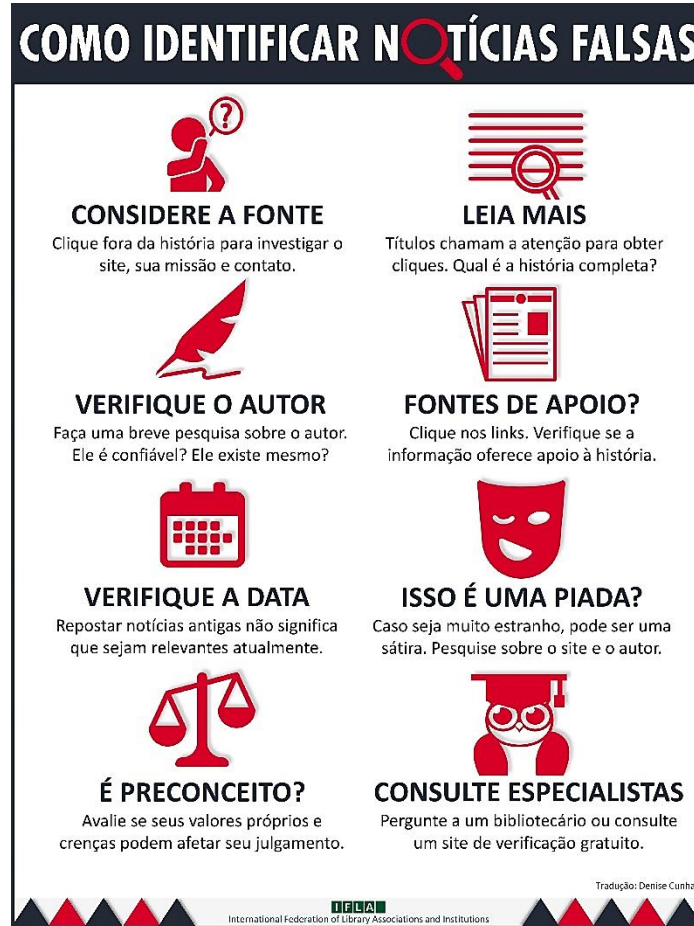 COMO IDENTIFICAR NOTÍCIAS FALSAS
?
CONSIDERE A FONTE
Clique fora da história para investigar o
site, sua missão e contato.
LEIA MAIS
Títulos chamam a atenção para obter
cliques. Qual é a história completa?
VERIFIQUE O AUTOR
Faça uma breve pesquisa sobre o autor.
Ele é confiável? Ele existe mesmo?
FONTES DE APOIO?
Clique nos links. Verifique se a
informação oferece apoio à história.
VERIFIQUE A DATA
Repostar notícias antigas não significa
que sejam relevantes atualmente.
ISSO É UMA PIADA?
Caso seja muito estranho, pode ser uma
sátira. Pesquise sobre o site e o autor.
É PRECONCEITO?
Avalie se seus valores próprios e
crenças podem afetar seu julgamento.
CONSULTE ESPECIALISTAS
Pergunte a um bibliotecário ou consulte
um site de verificação gratuito.
Tradução: Denise Cunha
IFLA
International Federation of Library Associations and Institutions